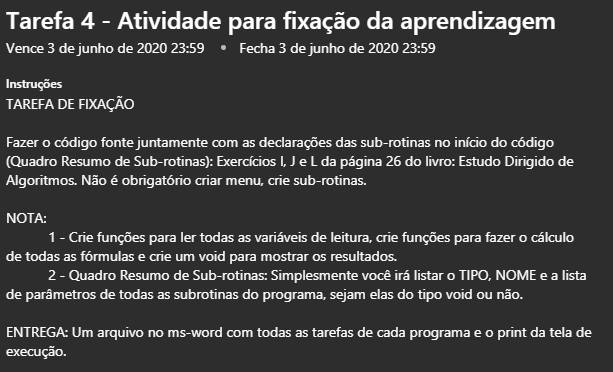 Tarefa 4 - Atividade para fixação da aprendizagem
Vence 3 de junho de 2020 23:59 • Fecha 3 de junho de 2020 23:59
Instruções
TAREFA DE FIXAÇÃO
Fazer o código fonte juntamente com as declarações das sub-rotinas no início do código
(Quadro Resumo de Sub-rotinas): Exercícios I, J e L da página 26 do livro: Estudo Dirigido de
Algoritmos. Não é obrigatório criar menu, crie sub-rotinas.
NOTA:
1 - Crie funções para ler todas as variáveis de leitura, crie funções para fazer o cálculo
de todas as fórmulas e crie um void para mostrar os resultados.
2 - Quadro Resumo de Sub-rotinas: Simplesmente você irá listar o TIPO, NOME e a lista
de parâmetros de todas as subrotinas do programa, sejam elas do tipo void ou não.
ENTREGA: Um arquivo no ms-word com todas as tarefas de cada programa e o print da tela de
execução.